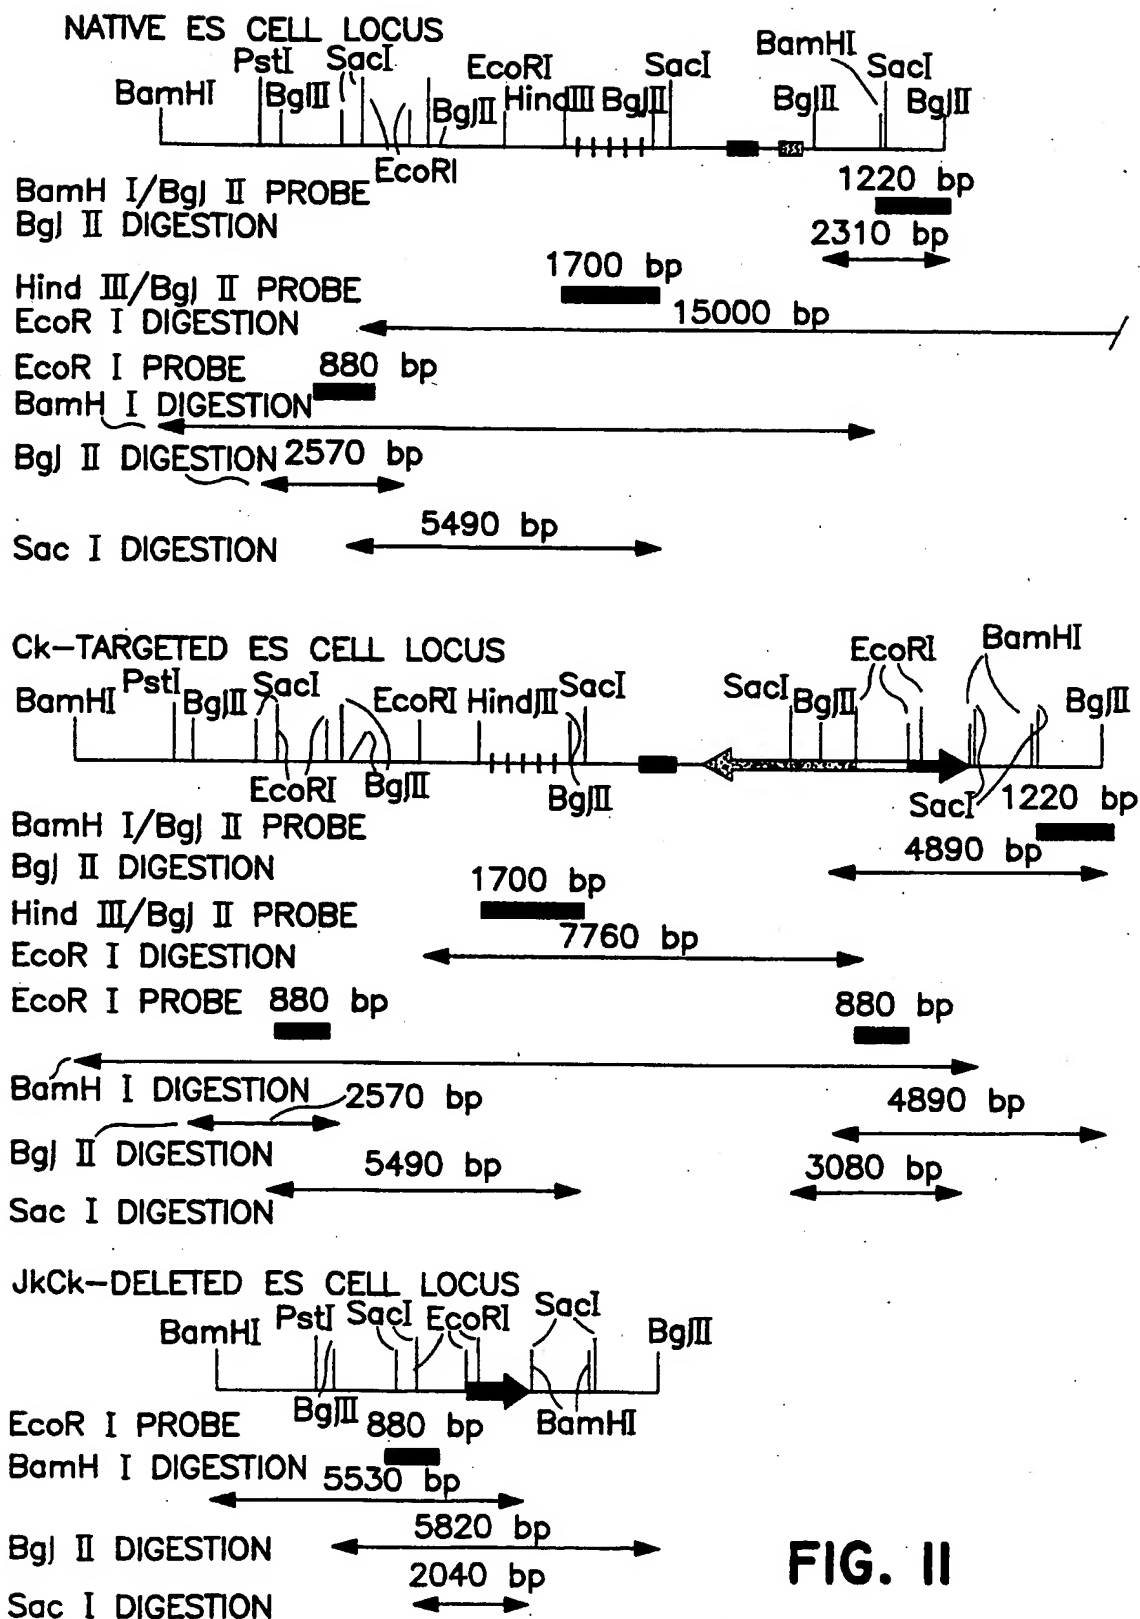 NATIVE ES CELL LOCUS
BamHI PstI BglII SacI EcoRI BglII EcoRI HindIII BglII SacI BglII BamHI SacI BglII
BamH I/Bgl II PROBE 1220 bp
Bgl II DIGESTION 2310 bp
Hind III/Bgl II PROBE 1700 bp
EcoR I DIGESTION 15000 bp
EcoR I PROBE 880 bp
BamH I DIGESTION
Bgl II DIGESTION 2570 bp
Sac I DIGESTION 5490 bp
Ck-TARGETED ES CELL LOCUS
BamHI PstI BglII SacI EcoRI BglII EcoRI HindIII SacI BglII SacI BglII EcoRI SacI BamHI BglII
BamH I/Bgl II PROBE 1220 bp
Bgl II DIGESTION 4890 bp
Hind III/Bgl II PROBE 1700 bp
EcoR I DIGESTION 7760 bp
EcoR I PROBE 880 bp 880 bp
BamH I DIGESTION
Bgl II DIGESTION 2570 bp 4890 bp
Sac I DIGESTION 5490 bp 3080 bp
JkCk-DELETED ES CELL LOCUS
BamHI PstI BglII SacI EcoRI SacI BamHI BglII
EcoR I PROBE 880 bp
BamH I DIGESTION 5530 bp
Bgl II DIGESTION 5820 bp
Sac I DIGESTION 2040 bp
FIG. II